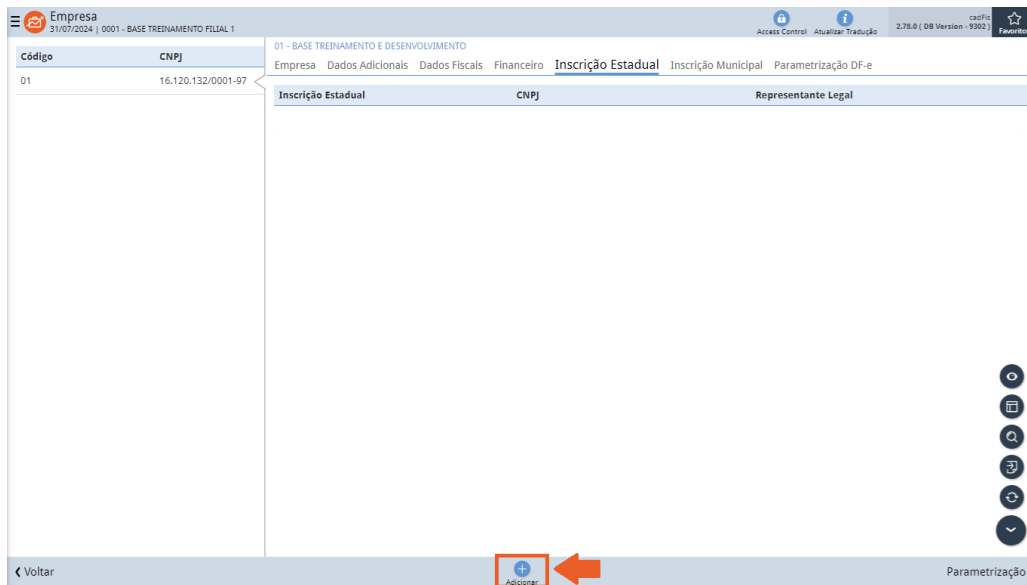 Empresa
31/07/2024 | 0001 - BASE TREINAMENTO FILIAL 1
Access Control
Atualizar Tradução
cadFis
2.78.0 ( DB Version - 9302 )
Favorito
Código CNPJ
01 16.120.132/0001-97
01 - BASE TREINAMENTO E DESENVOLVIMENTO
Empresa Dados Adicionais Dados Fiscais Financeiro Inscrição Estadual Inscrição Municipal Parametrização DF-e
Inscrição Estadual CNPJ Representante Legal
Voltar
Adicionar
Parametrização